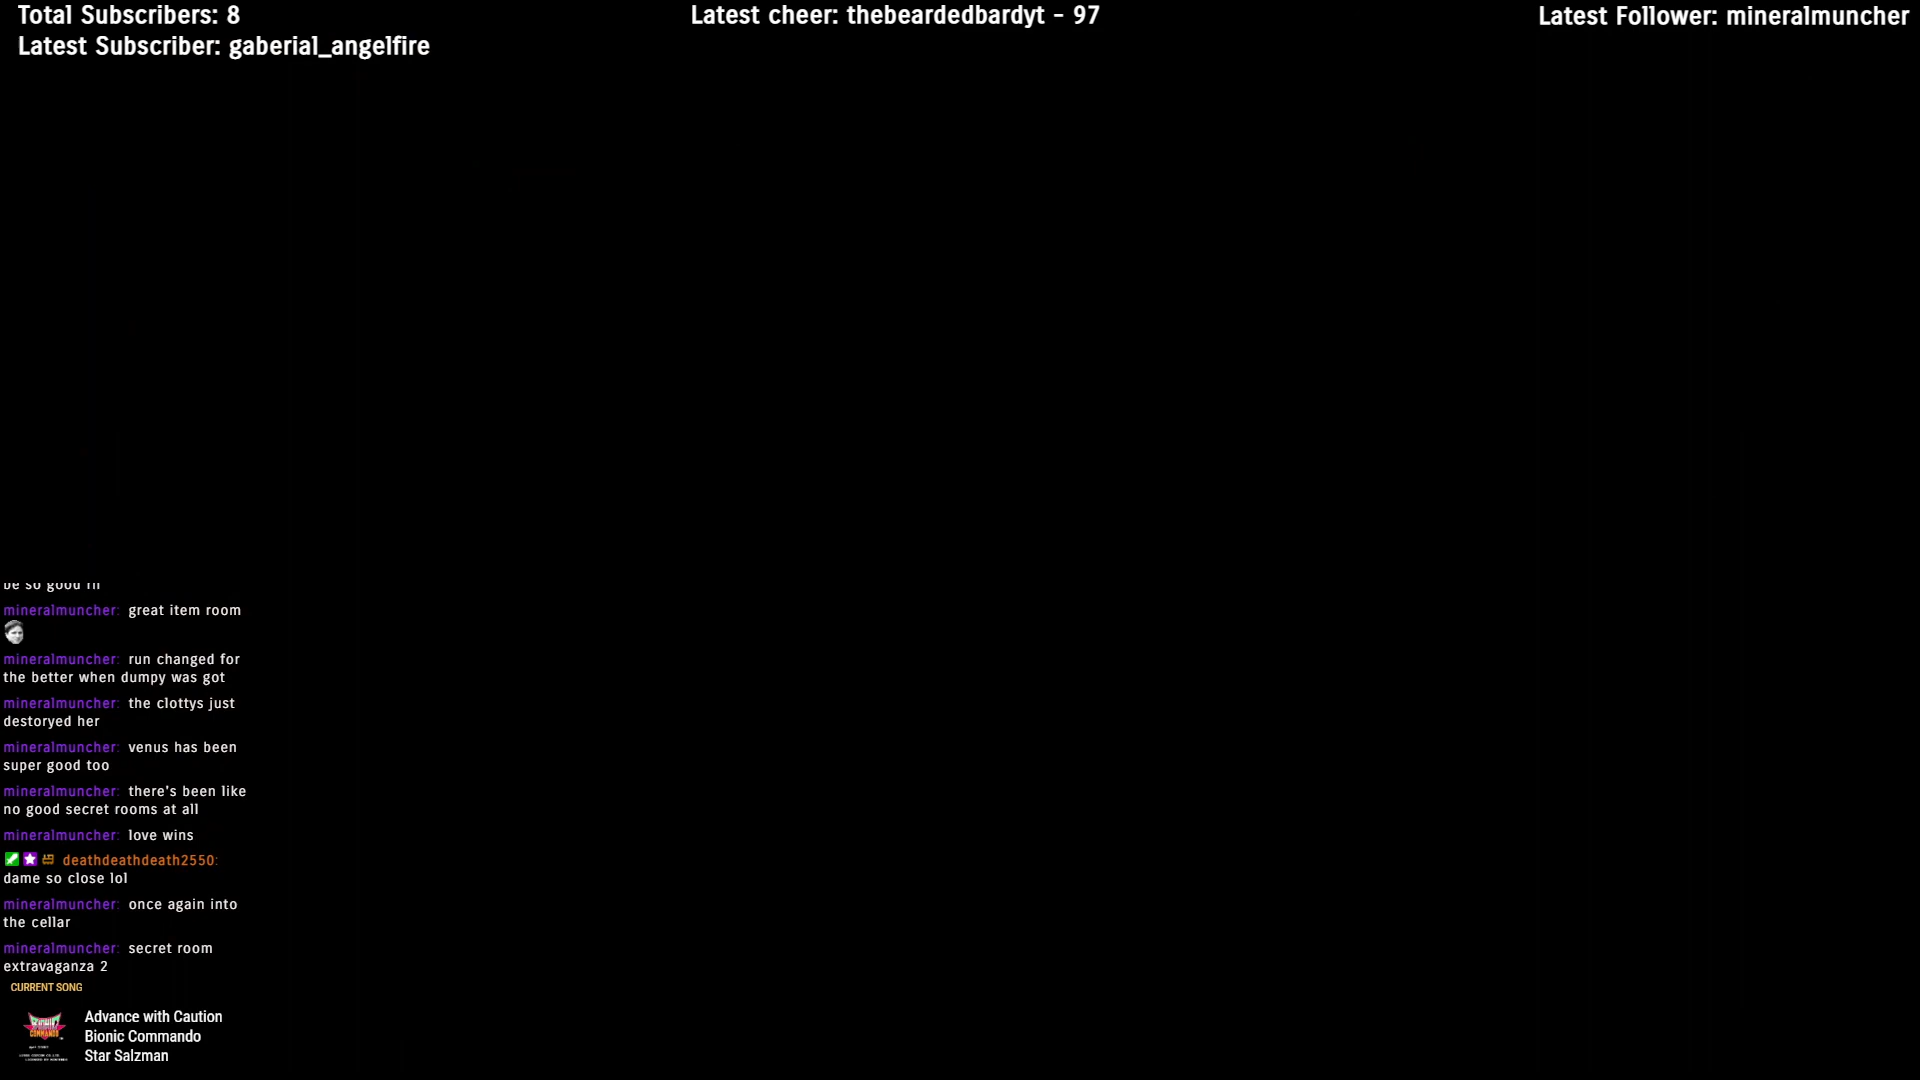 Total Subscribers: 8
Latest Subscriber: gaberial_angelfire
Latest cheer: thebeardedbardyt - 97
Latest Follower: mineralmuncher
be so good fr
mineralmuncher: great item room
mineralmuncher: run changed for
the better when dumpy was got
mineralmuncher: the clottys just
destoryed her
mineralmuncher: venus has been
super good too
mineralmuncher: there's been like
no good secret rooms at all
mineralmuncher: love wins
deathdeathdeath2550:
dame so close lol
mineralmuncher: once again into
the cellar
mineralmuncher: secret room
extravaganza 2
CURRENT SONG
Advance with Caution
Bionic Commando
Star Salzman